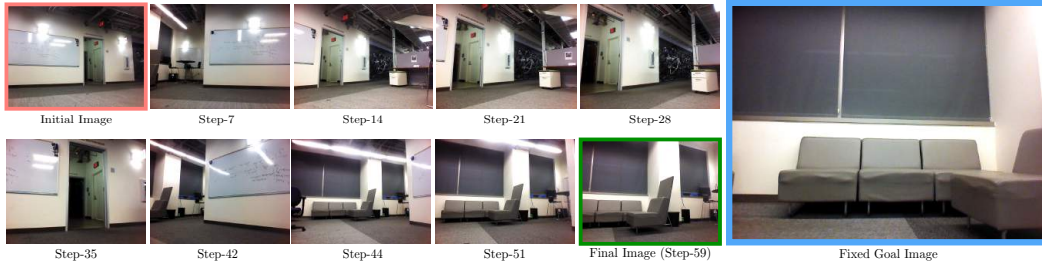 Initial Image
Step-7
Step-14
Step-21
Step-28
Step-35
Step-42
Step-44
Step-51
Final Image (Step-59)
Fixed Goal Image